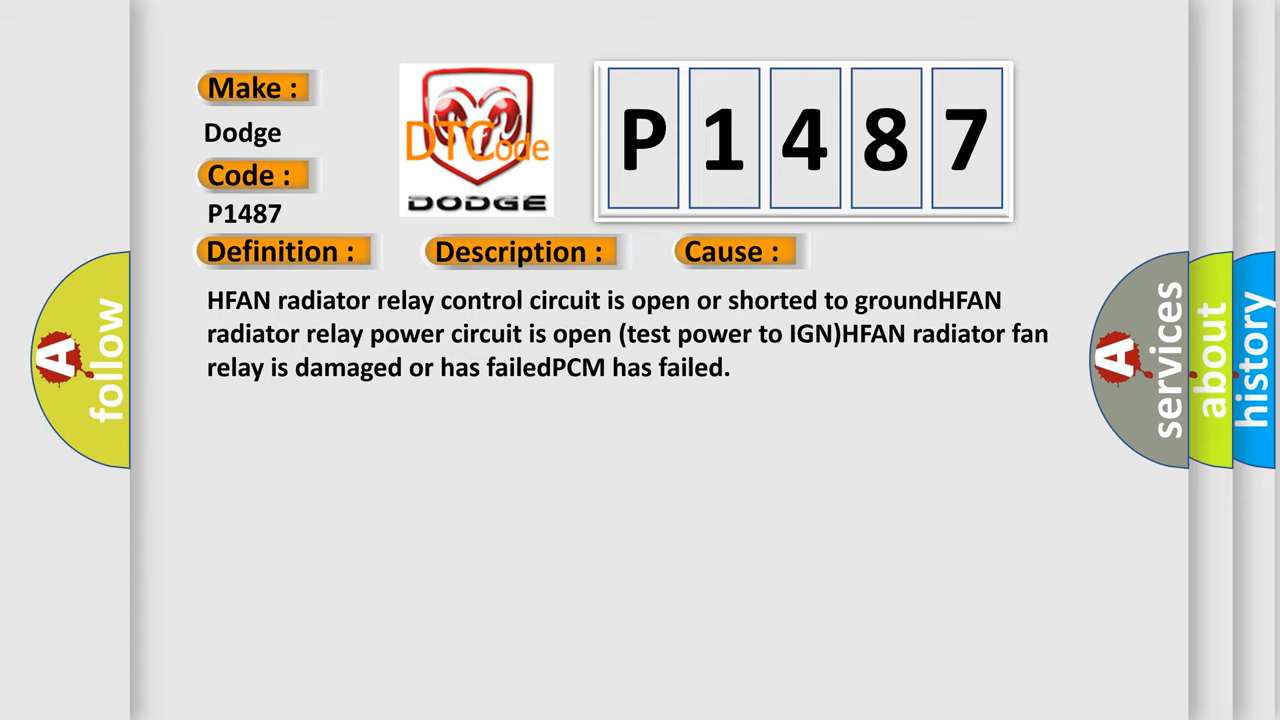 Make :
Dodge
Code :
P1487
DTCode
DODGE
P 1 4 8 7
Definition :
Description :
Cause :
HFAN radiator relay control circuit is open or shorted to groundHFAN
radiator relay power circuit is open (test power to IGN)HFAN radiator fan
relay is damaged or has failedPCM has failed.
A follow
A services
about
history